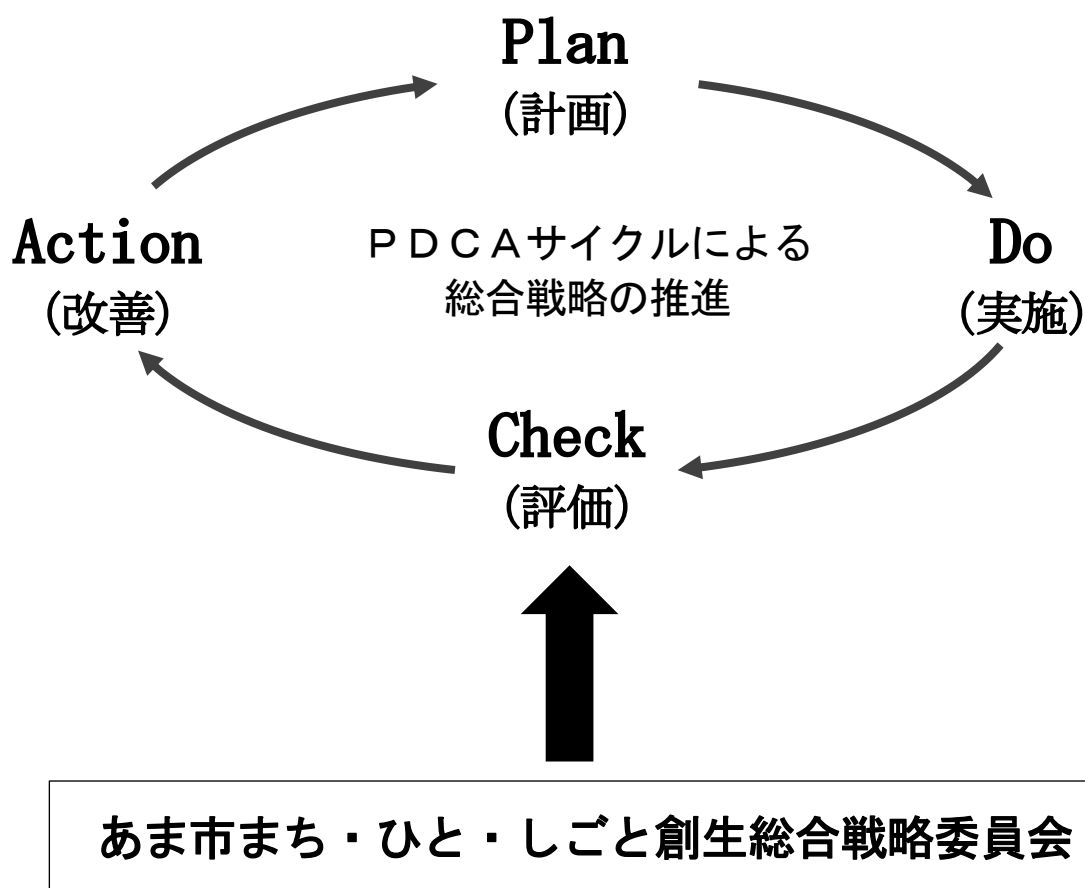 Plan
(計画)
Action
(改善)
ＰＤＣＡサイクルによる
総合戦略の推進
Do
(実施)
Check
(評価)
あま市まち・ひと・しごと創生総合戦略委員会